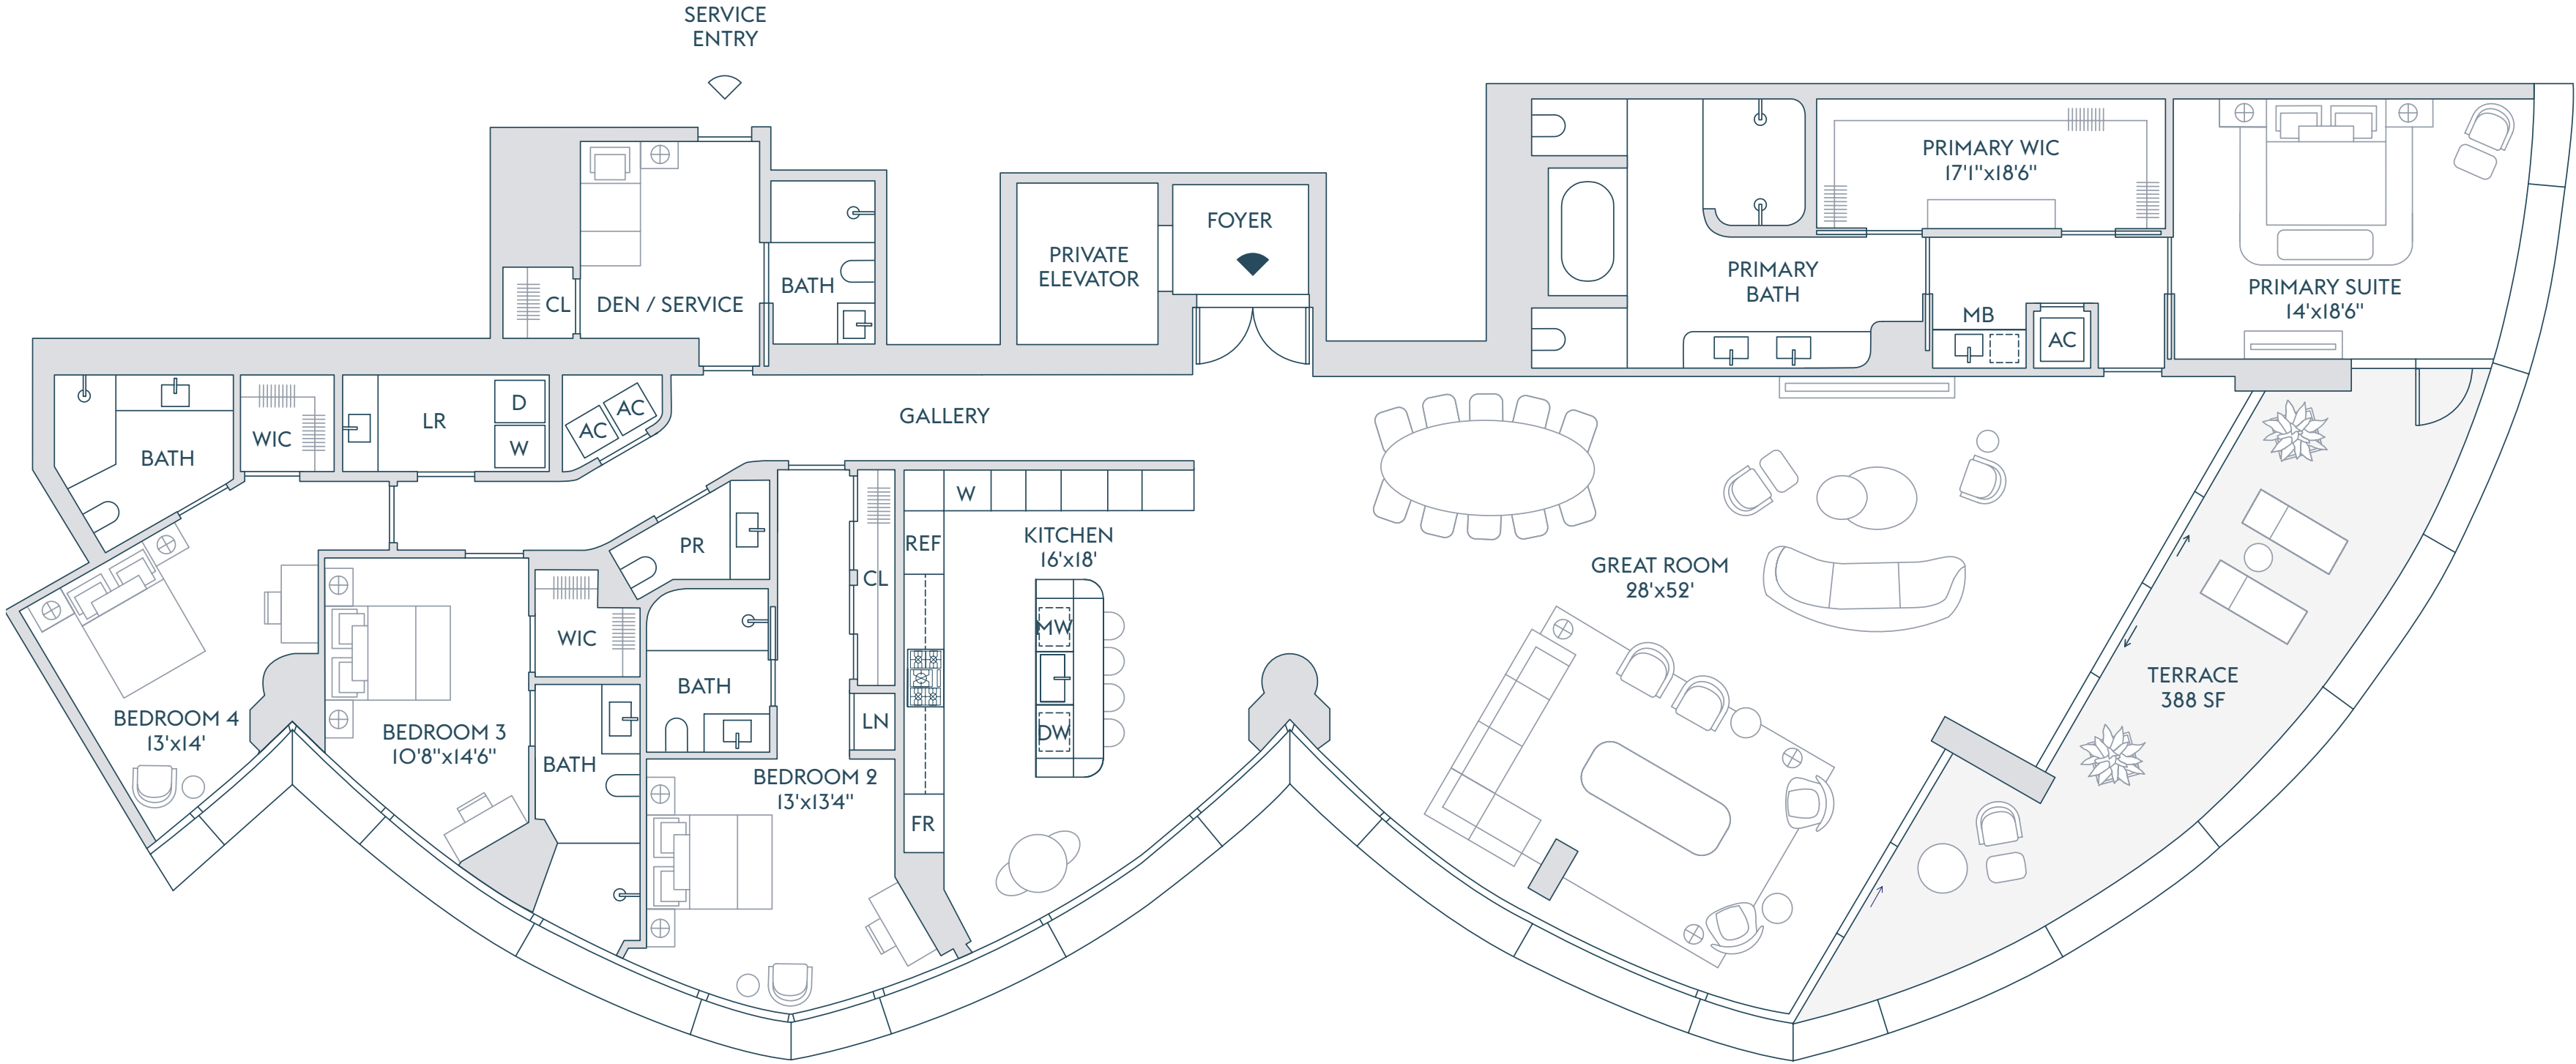 SERVICE
ENTRY
PRIMARY WIC
17'1"x18'6"
FOYER
PRIVATE
ELEVATOR
PRIMARY
BATH
BATH
CL
DEN / SERVICE
PRIMARY SUITE
14'x18'6"
MB
AC
D
W
LR
AC
AC
GALLERY
WIC
BATH
W
REF
KITCHEN
16'x18'
PR
CL
GREAT ROOM
28'x52'
WIC
MW
BATH
TERRACE
388 SF
LN
DW
BEDROOM 4
13'x14'
BEDROOM 3
10'8"x14'6"
BATH
BEDROOM 2
13'x13'4"
FR